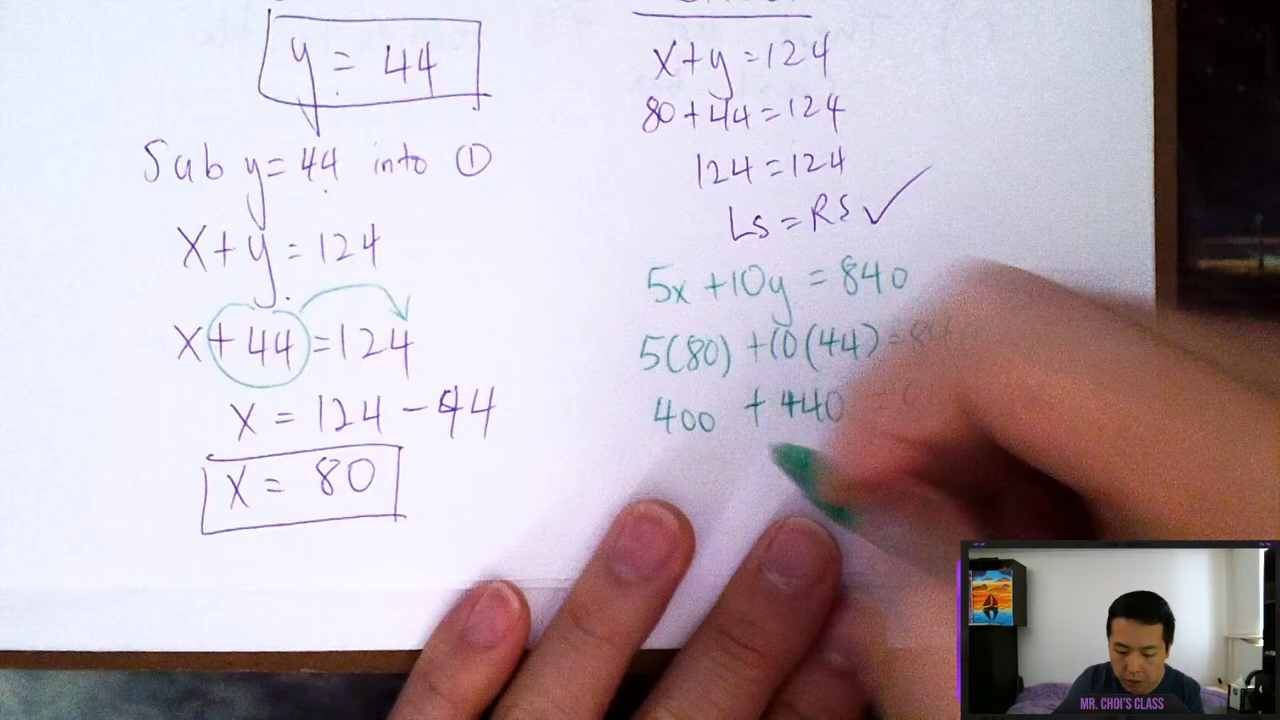 y = 44
Sub y=44 into ①
x+y=124
x+44=124
x = 124 - 44
x = 80
x+y=124
80+44=124
124=124
LS = RS ✓
5x +10y = 840
5(80) +10(44)=84
400 + 440
MR. CHOI'S CLASS